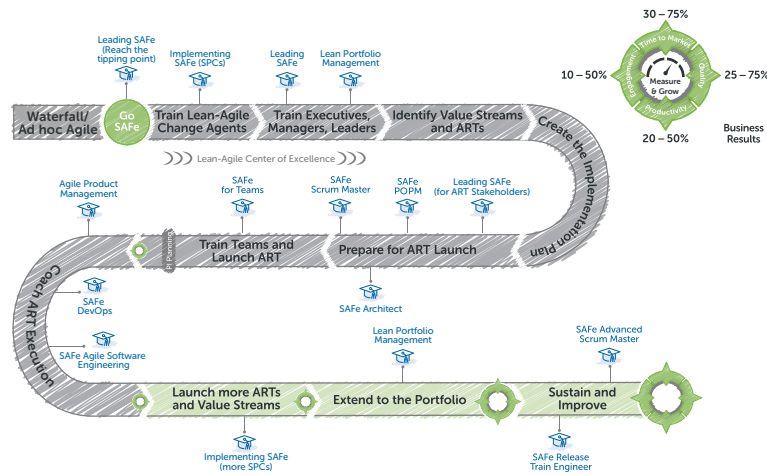 30 – 75%
Time to Market
10 – 50%
Engagement
Measure
& Grow
Quality
25 – 75%
Productivity
20 – 50%
Business
Results
Leading SAFe
(Reach the
tipping point)
Implementing
SAFe (SPCs)
Leading
SAFe
Lean Portfolio
Management
Waterfall/
Ad hoc Agile
Go
SAFe
Train Lean-Agile
Change Agents
Train Executives,
Managers, Leaders
Identify Value Streams
and ARTs
Create the Implementation Plan
Lean-Agile Center of Excellence
Agile Product
Management
SAFe
for Teams
SAFe
Scrum Master
SAFe
POPM
Leading SAFe
(for ART Stakeholders)
PI Planning
Train Teams and
Launch ART
Prepare for ART Launch
Coach ART Execution
SAFe
DevOps
SAFe Architect
SAFe Agile Software
Engineering
Lean Portfolio
Management
SAFe Advanced
Scrum Master
Launch more ARTs
and Value Streams
Extend to the Portfolio
Sustain and
Improve
Implementing SAFe
(more SPCs)
SAFe Release
Train Engineer